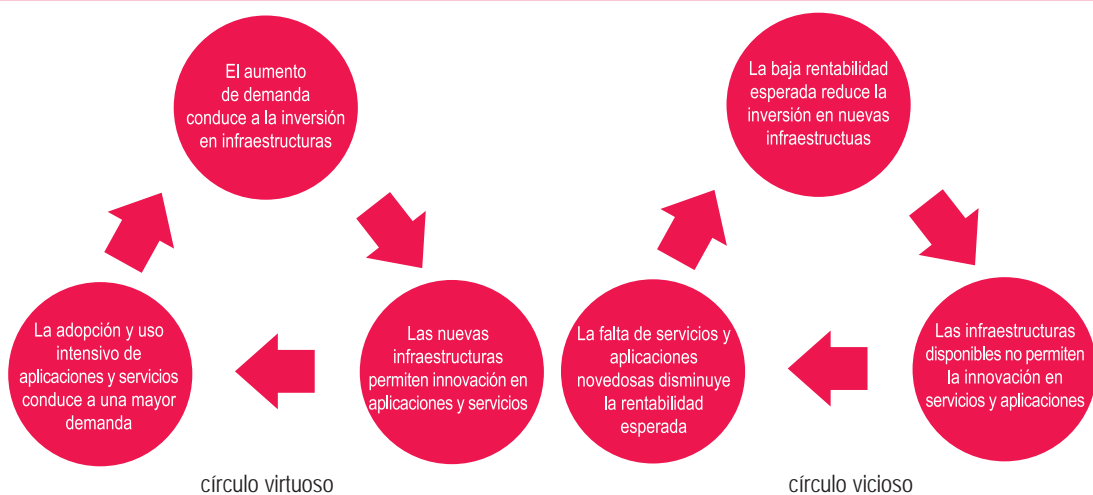 El aumento
de demanda
conduce a la inversión
en infraestructuras
Las nuevas
infraestructuras
permiten innovación en
aplicaciones y servicios
La adopción y uso
intensivo de
aplicaciones y servicios
conduce a una mayor
demanda
círculo virtuoso
La baja rentabilidad
esperada reduce la
inversión en nuevas
infraestructuas
Las infraestructuras
disponibles no permiten
la innovación en
servicios y aplicaciones
La falta de servicios y
aplicaciones
novedosas disminuye
la rentabilidad
esperada
círculo vicioso